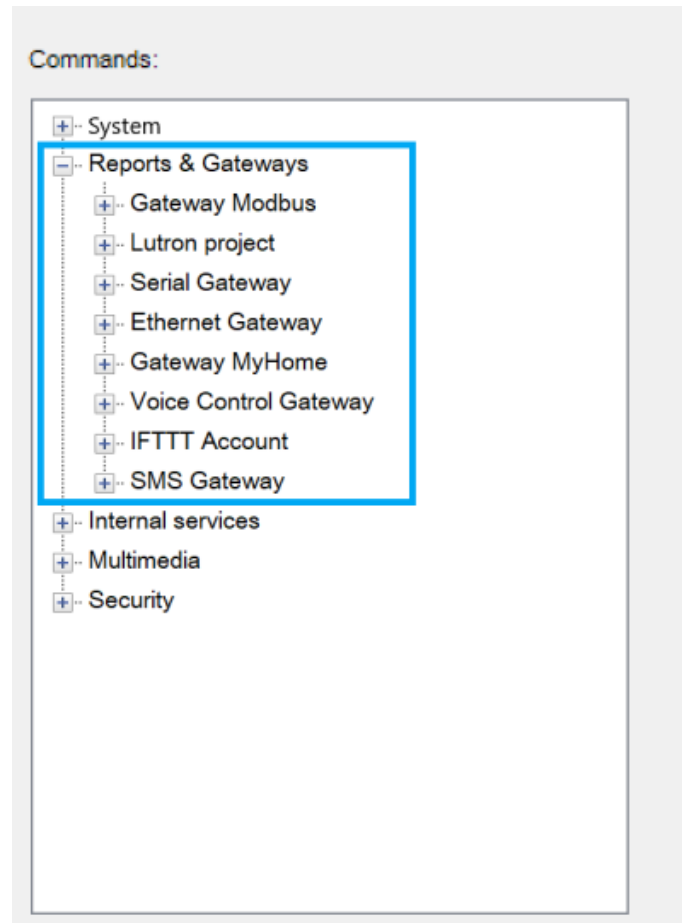 Commands:
System
Reports & Gateways
Gateway Modbus
Lutron project
Serial Gateway
Ethernet Gateway
Gateway MyHome
Voice Control Gateway
IFTTT Account
SMS Gateway
Internal services
Multimedia
Security